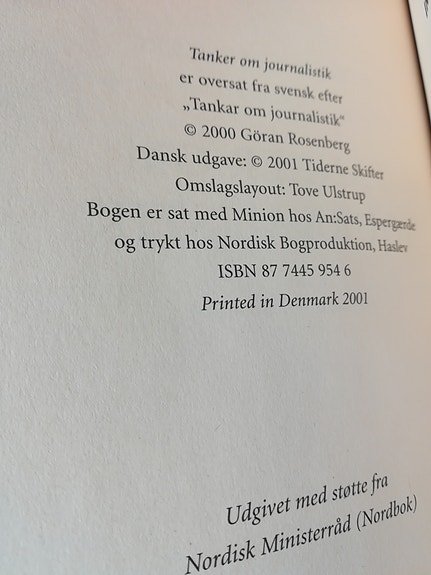 Tanker om journalistik
er oversat fra svensk efter
„Tankar om journalistik“
© 2000 Göran Rosenberg
Dansk udgave: © 2001 Tiderne Skifter
Omslagslayout: Tove Ulstrup
Bogen er sat med Minion hos An:Sats, Espergærde
og trykt hos Nordisk Bogproduktion, Haslev
ISBN 87 7445 954 6
Printed in Denmark 2001
Udgivet med støtte fra
Nordisk Ministerråd (Nordbok)